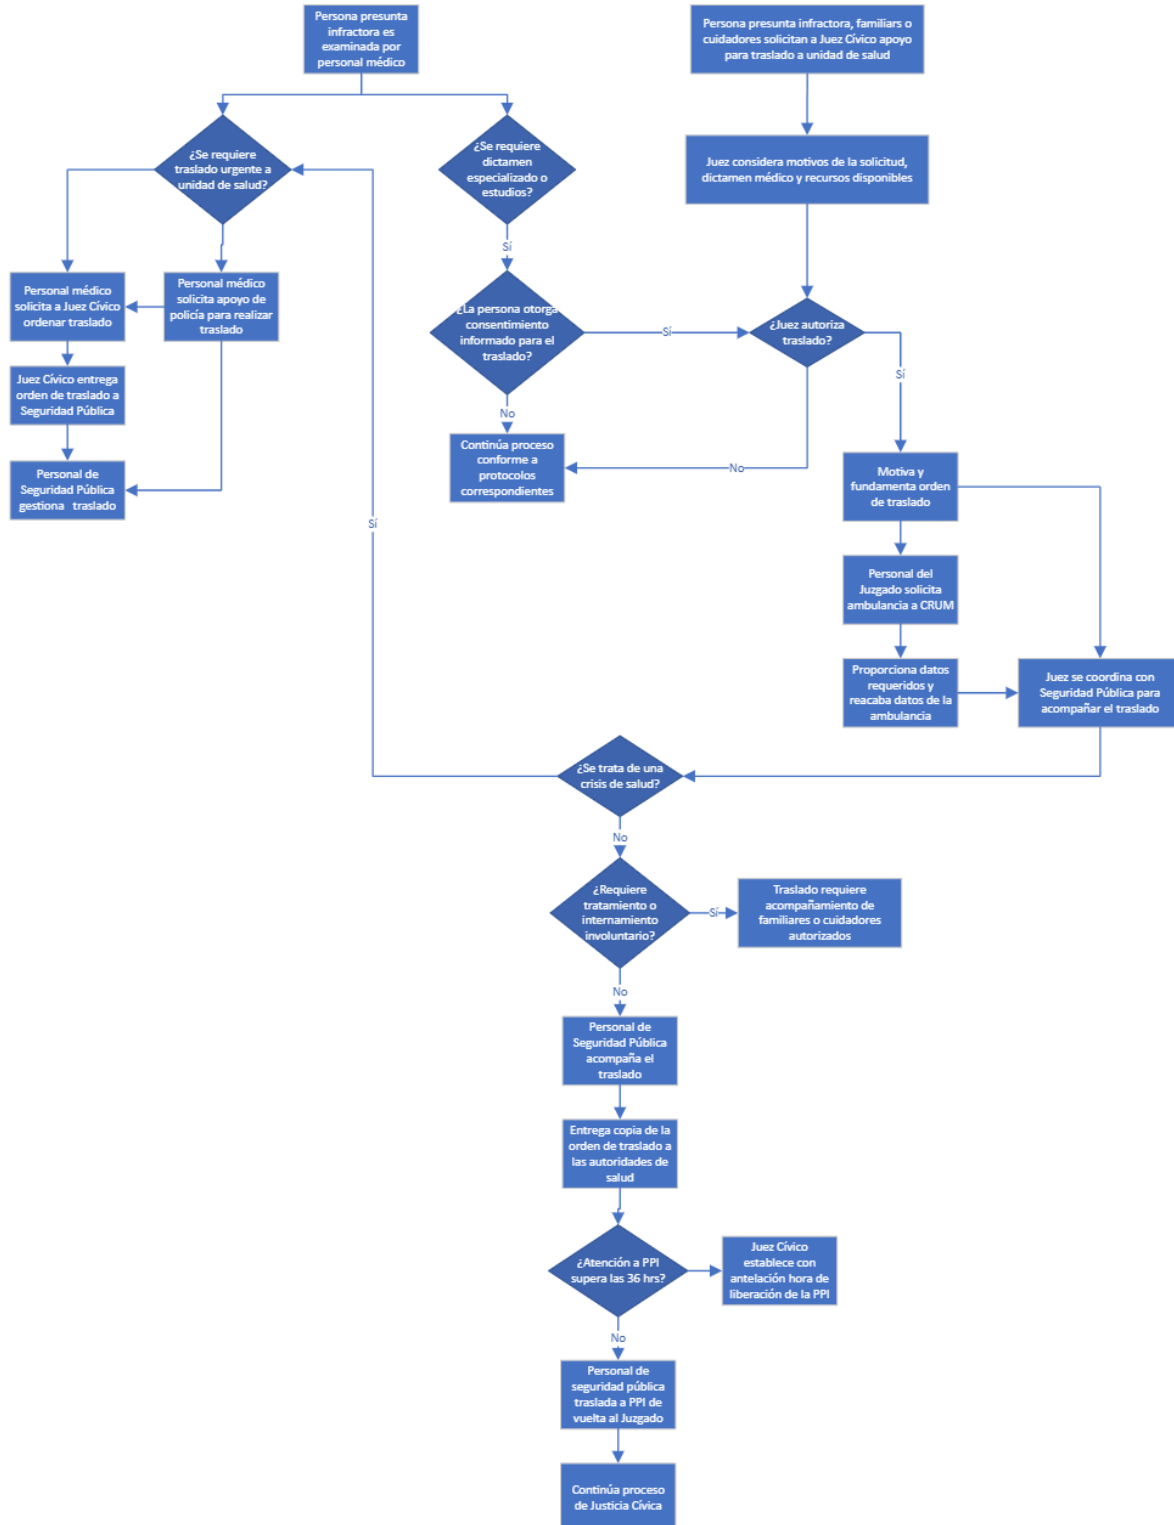 Persona presunta
infractora es
examinada por
personal médico
Persona presunta infractora, familiars o
cuidadores solicitan a Juez Cívico apoyo
para traslado a unidad de salud
¿Se requiere
traslado urgente a
unidad de salud?
¿Se requiere
dictamen
especializado o
estudios?
Juez considera motivos de la solicitud,
dictamen médico y recursos disponibles
Sí
Personal médico
solicita a Juez Cívico
ordenar traslado
Personal médico
solicita apoyo de
policía para realizar
traslado
¿La persona otorga
consentimiento
informado para el
traslado?
Sí
¿Juez autoriza
traslado?
Sí
Juez Cívico entrega
orden de traslado a
Seguridad Pública
No
Continúa proceso
conforme a
protocolos
correspondientes
No
Personal de
Seguridad Pública
gestiona traslado
Motiva y
fundamenta orden
de traslado
Sí
Personal del
Juzgado solicita
ambulancia a CRUM
Proporciona datos
requeridos y
reacaba datos de la
ambulancia
Juez se coordina con
Seguridad Pública para
acompañar el traslado
¿Se trata de una
crisis de salud?
No
¿Requiere
tratamiento o
internamiento
involuntario?
Sí
Traslado requiere
acompañamiento de
familiares o cuidadores
autorizados
No
Personal de
Seguridad Pública
acompaña el
traslado
Entrega copia de la
orden de traslado a
las autoridades de
salud
¿Atención a PPI
supera las 36 hrs?
Juez Cívico
establece con
antelación hora de
liberación de la PPI
No
Personal de
seguridad pública
traslada a PPI de
vuelta al Juzgado
Continúa proceso
de Justicia Cívica